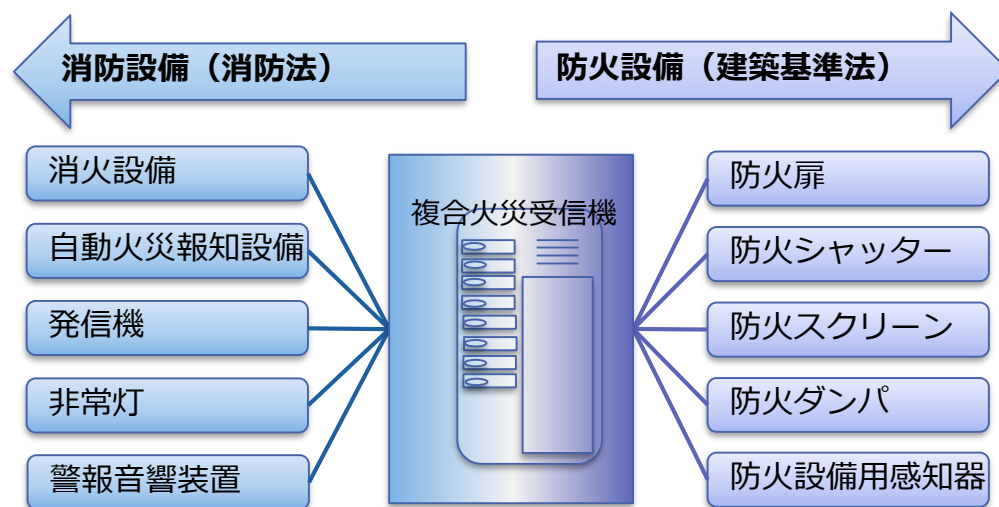 消防設備（消防法）
防火設備（建築基準法）
消火設備
自動火災報知設備
発信機
非常灯
警報音響装置
複合火災受信機
防火扉
防火シャッター
防火スクリーン
防火ダンパ
防火設備用感知器